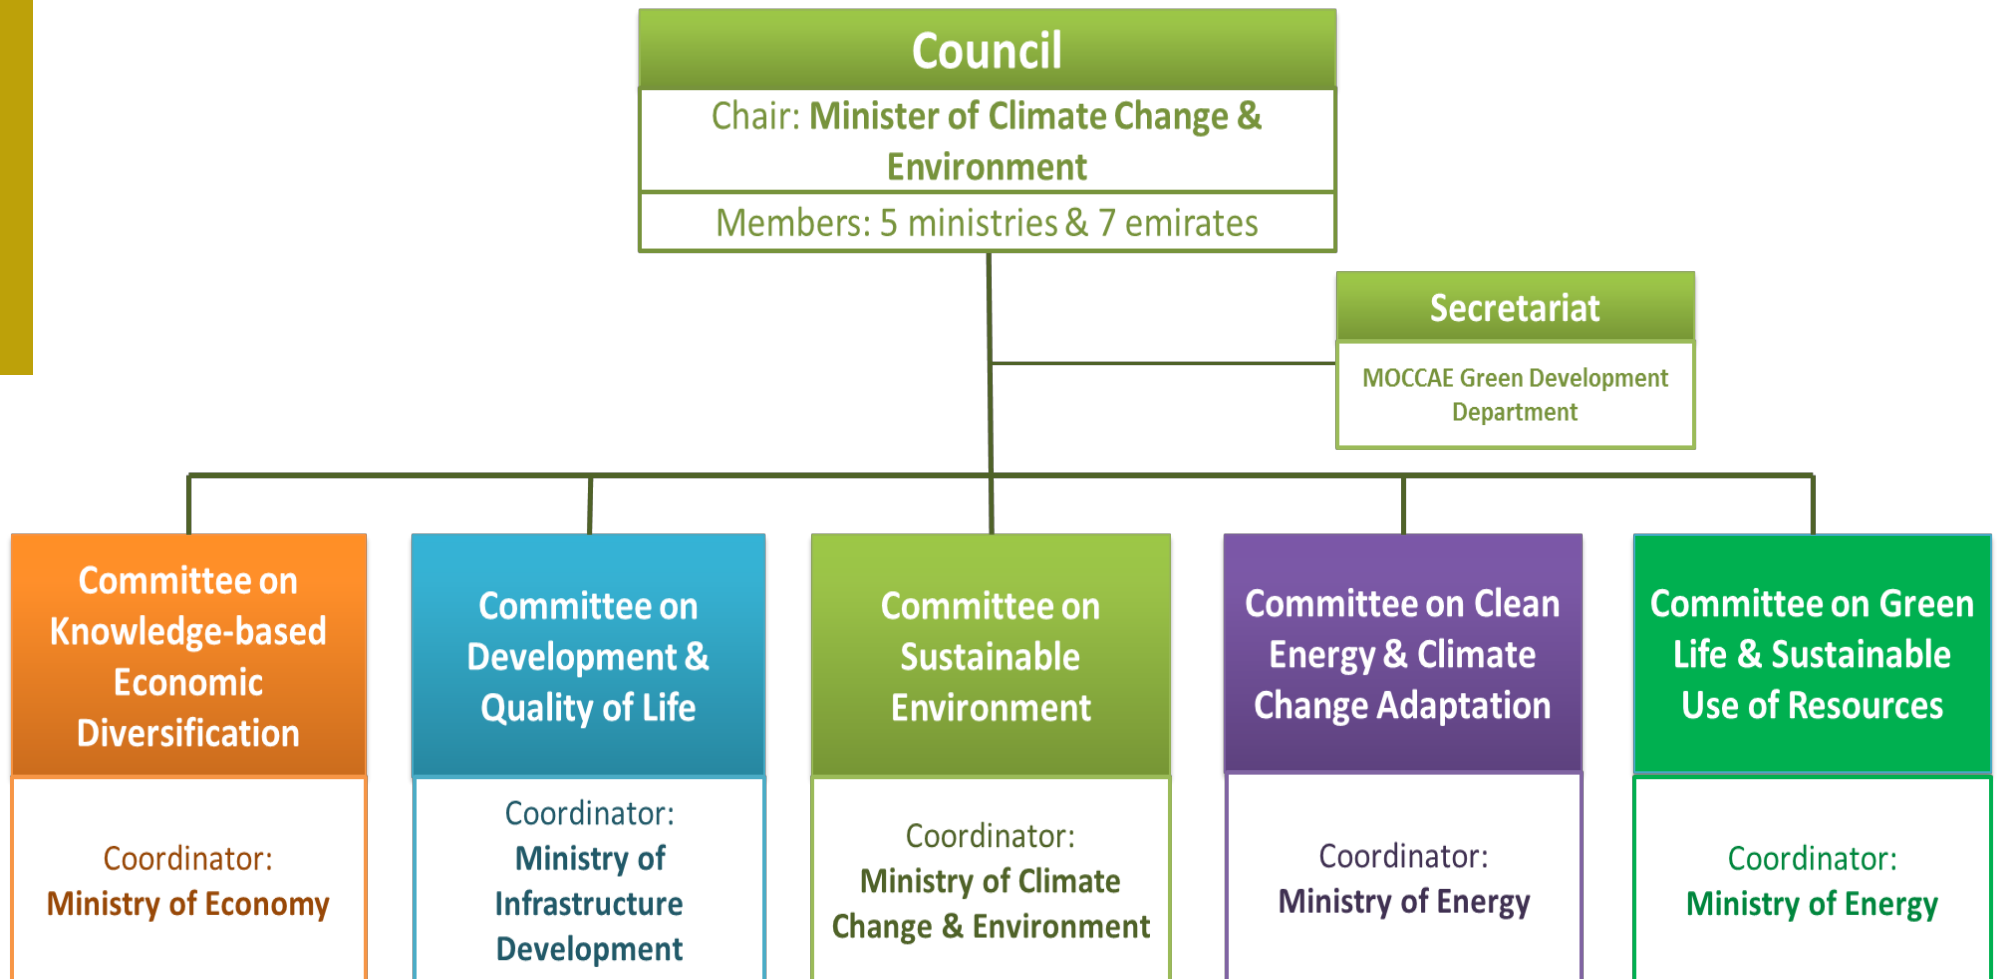 Council
Chair: Minister of Climate Change &
Environment
Members: 5 ministries & 7 emirates
Secretariat
MOCCAE Green Development
Department
Committee on
Knowledge-based
Economic
Diversification
Coordinator:
Ministry of Economy
Committee on
Development &
Quality of Life
Coordinator:
Ministry of
Infrastructure
Development
Committee on
Sustainable
Environment
Coordinator:
Ministry of Climate
Change & Environment
Committee on Clean
Energy & Climate
Change Adaptation
Coordinator:
Ministry of Energy
Committee on Green
Life & Sustainable
Use of Resources
Coordinator:
Ministry of Energy